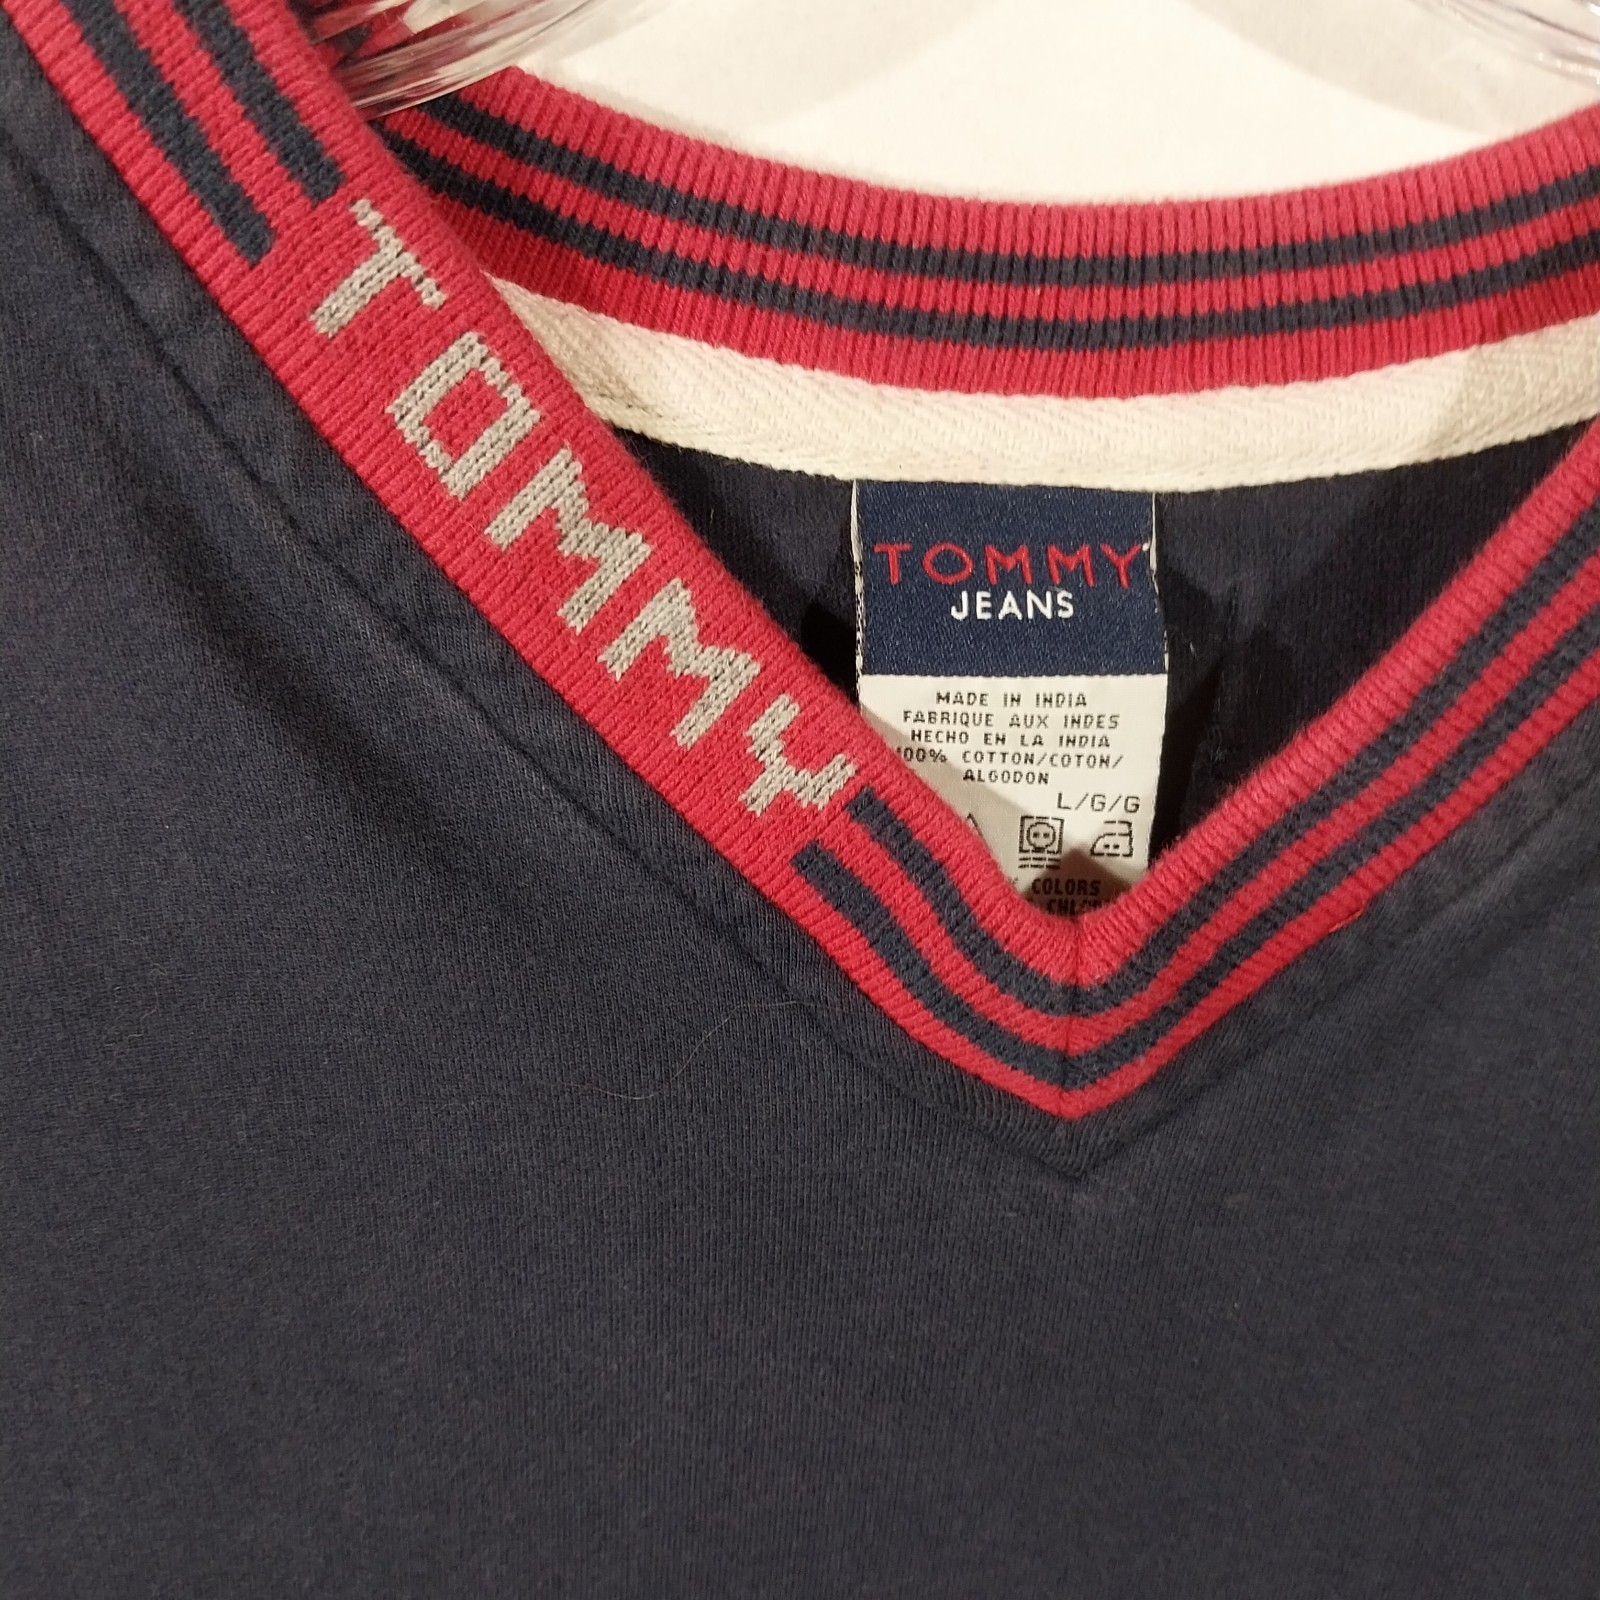 TOMMY
TOMMY
JEANS
MADE IN INDIA
FABRIQUE AUX INDES
HECHO EN LA INDIA
100% COTTON/COTON/
ALGODON
L/G/G
COLORS